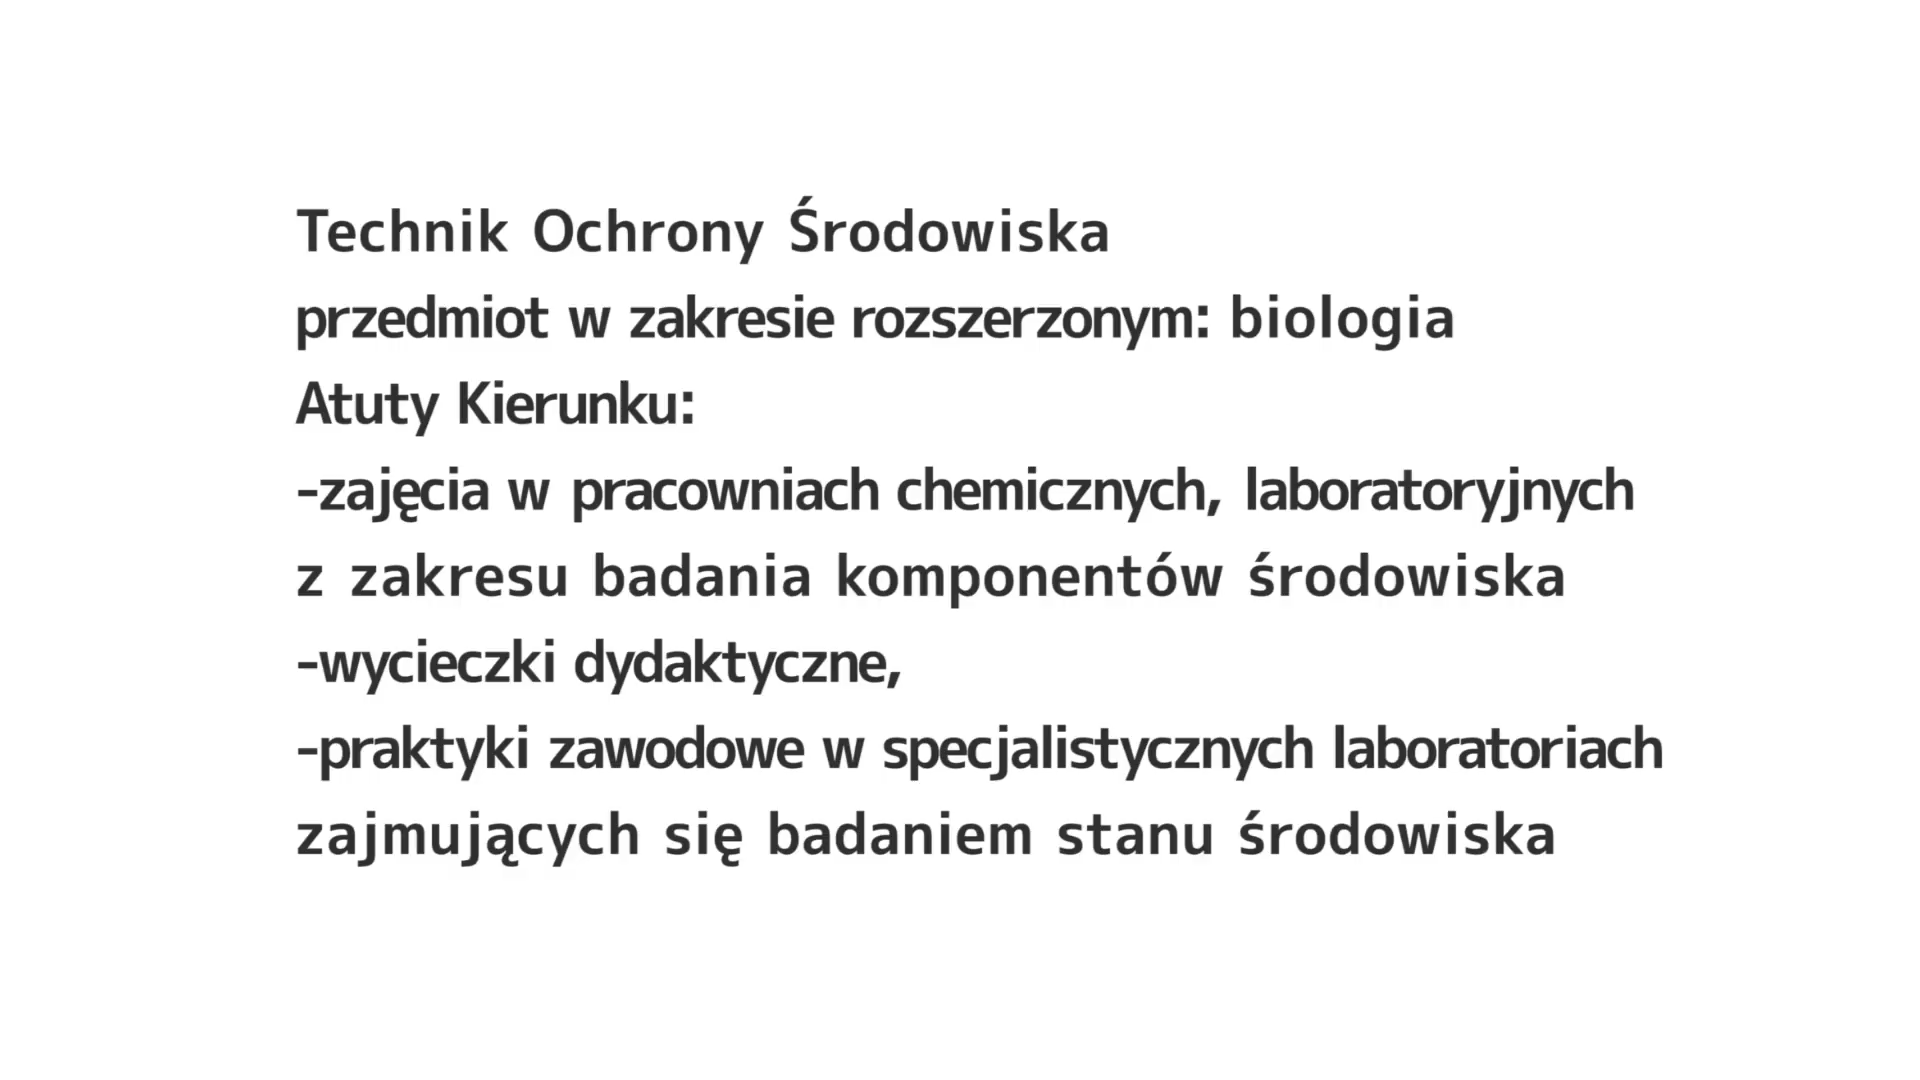 Technik Ochrony Środowiska
przedmiot w zakresie rozszerzonym: biologia
Atuty Kierunku:
-zajęcia w pracowniach chemicznych, laboratoryjnych
z zakresu badania komponentów środowiska
-wycieczki dydaktyczne,
-praktyki zawodowe w specjalistycznych laboratoriach
zajmujących się badaniem stanu środowiska